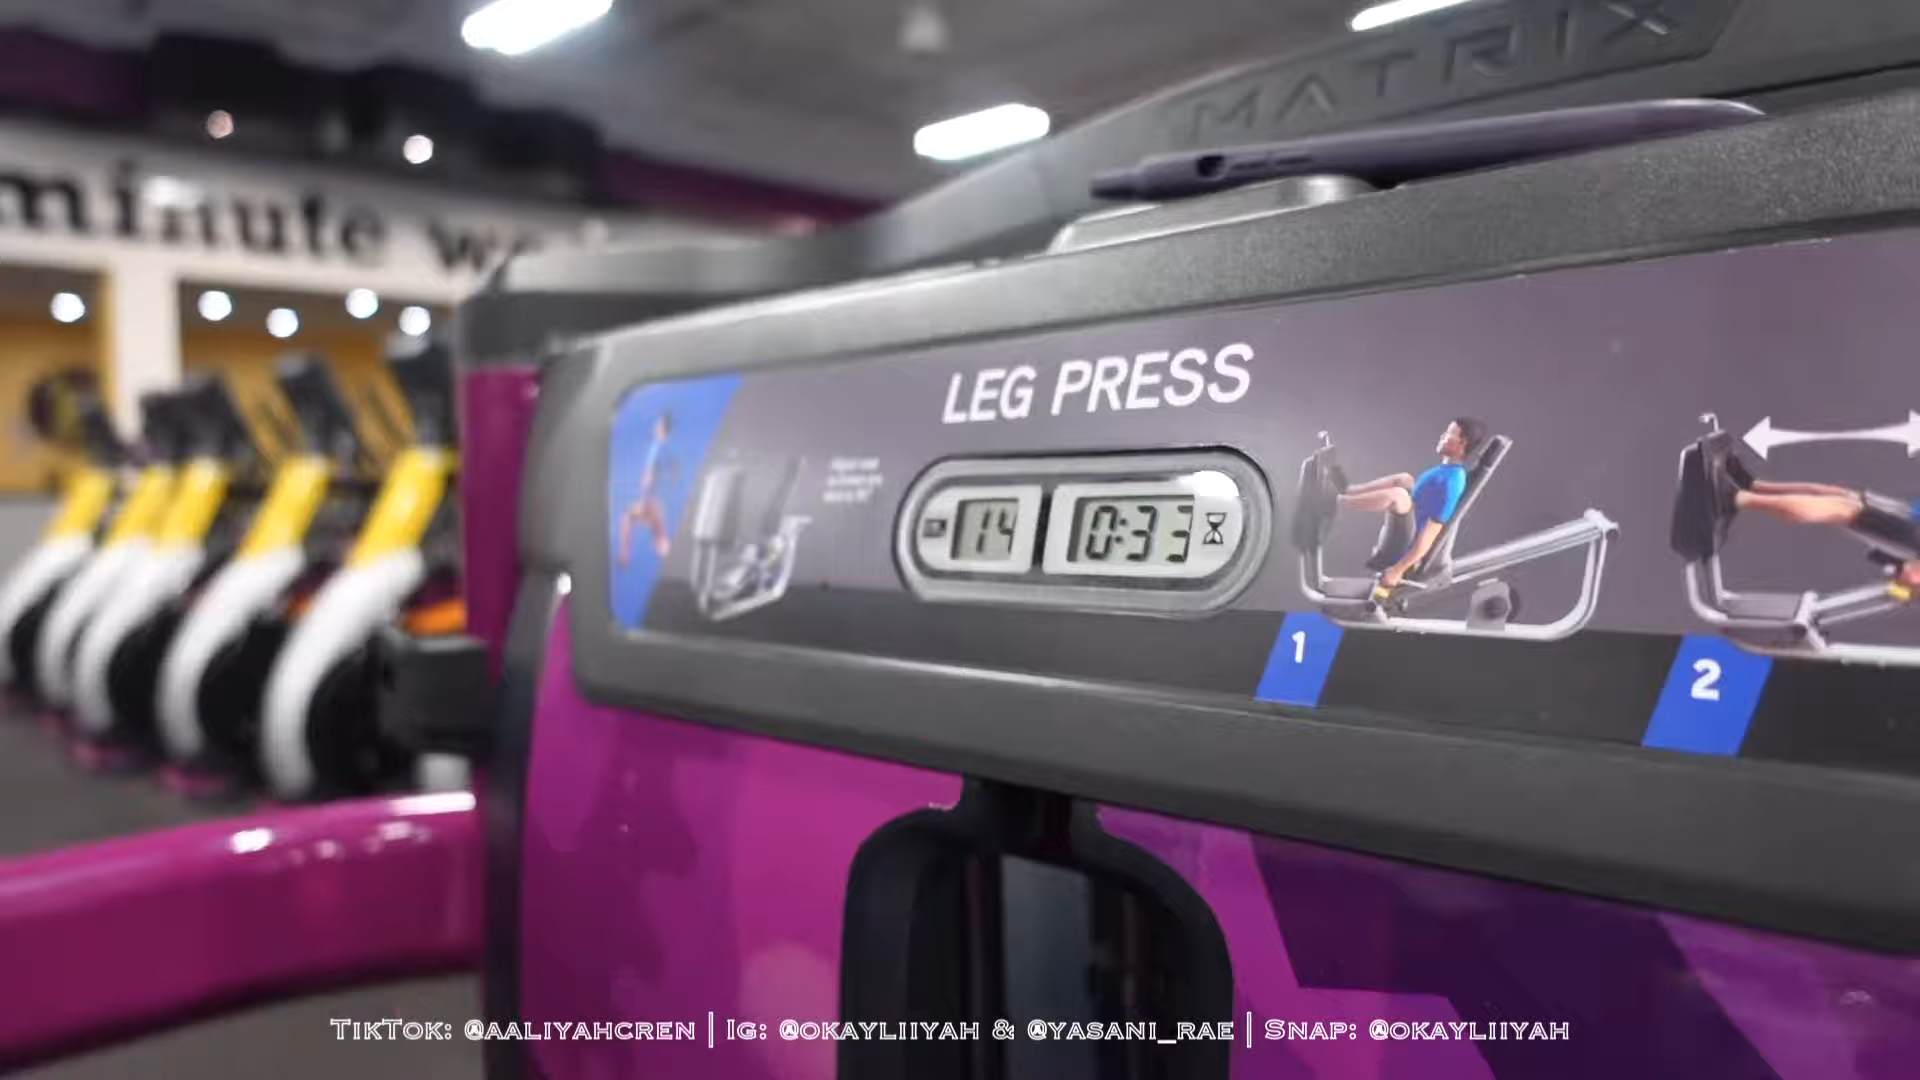 MATRIX
minute
LEG PRESS
14
0:33
1
2
TikTok: @aaliyahcren | Ig: @okayliiyah & @yasani_rae | Snap: @okayliiyah